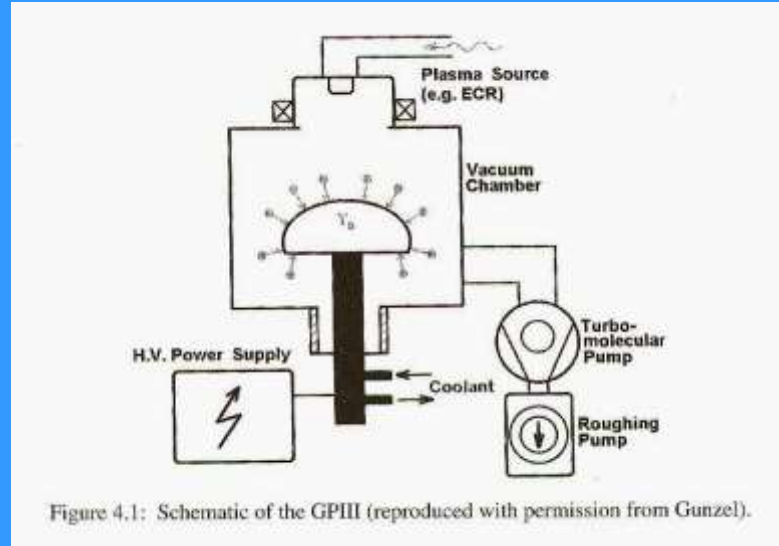 Plasma Source
(e.g. ECR)
Vacuum
Chamber
H.V. Power Supply
Coolant
Turbo-
molecular
Pump
Roughing
Pump
Figure 4.1: Schematic of the GPIII (reproduced with permission from Gunzel).